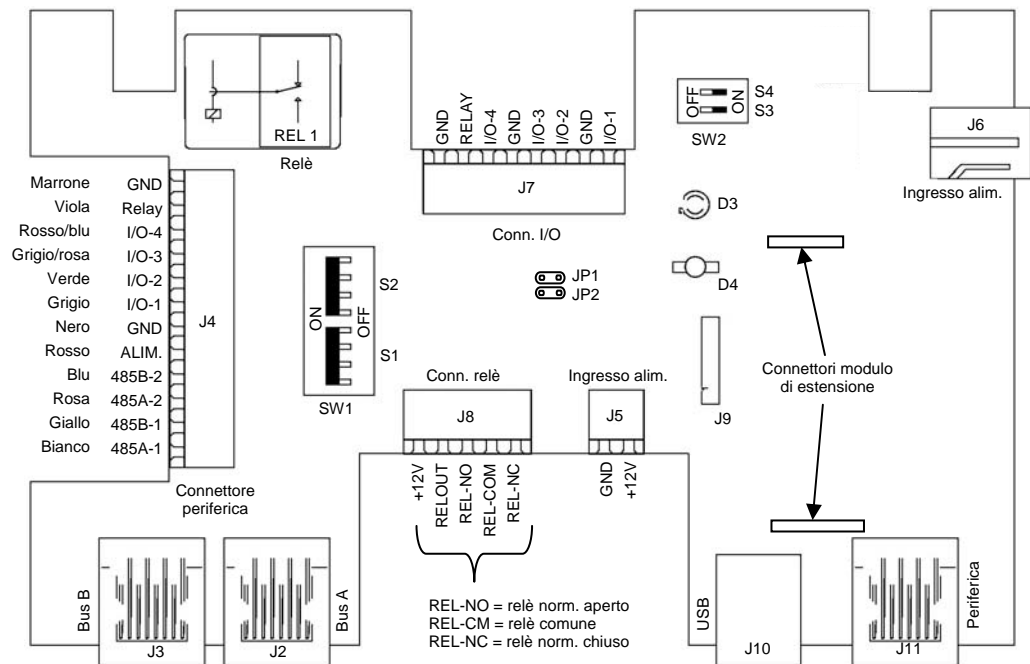 REL 1
Relè
GND
RELAY
I/O-4
GND
I/O-3
I/O-2
GND
I/O-1
J7
Conn. I/O
OFF
ON
S4
S3
SW2
J6
Ingresso alim.
D3
D4
Marrone GND
Viola Relay
Rosso/blu I/O-4
Grigio/rosa I/O-3
Verde I/O-2
Grigio I/O-1
Nero GND
Rosso ALIM.
Blu 485B-2
Rosa 485A-2
Giallo 485B-1
Bianco 485A-1
J4
Connettore
periferica
ON
OFF
S2
S1
SW1
JP1
JP2
Connettori modulo
di estensione
J9
Conn. relè
J8
+12V
RELOUT
REL-NO
REL-COM
REL-NC
Ingresso alim.
J5
GND
+12V
REL-NO = relè norm. aperto
REL-CM = relè comune
REL-NC = relè norm. chiuso
Bus B
J3
J2
Bus A
USB
J10
J11
Periferica